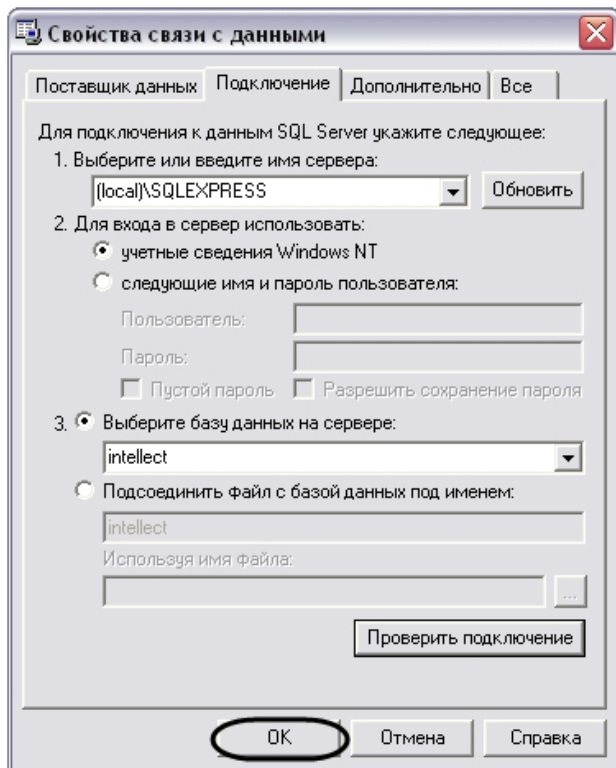 Свойства связи с данными
Поставщик данных Подключение Дополнительно Все
Для подключения к данным SQL Server укажите следующее:
1. Выберите или введите имя сервера:
(local)\SQLEXPRESS Обновить
2. Для входа в сервер использовать:
учетные сведения Windows NT
следующие имя и пароль пользователя:
Пользователь:
Пароль:
Пустой пароль Разрешить сохранение пароля
3. Выберите базу данных на сервере:
intellect
Подсоединить файл с базой данных под именем:
intellect
Используя имя файла:
...
Проверить подключение
OK Отмена Справка